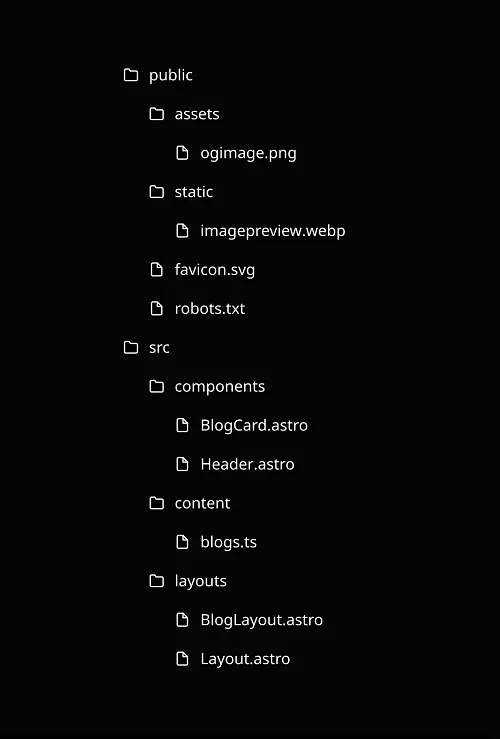 public
assets
ogimage.png
static
imagepreview.webp
favicon.svg
robots.txt
src
components
BlogCard.astro
Header.astro
content
blogs.ts
layouts
BlogLayout.astro
Layout.astro